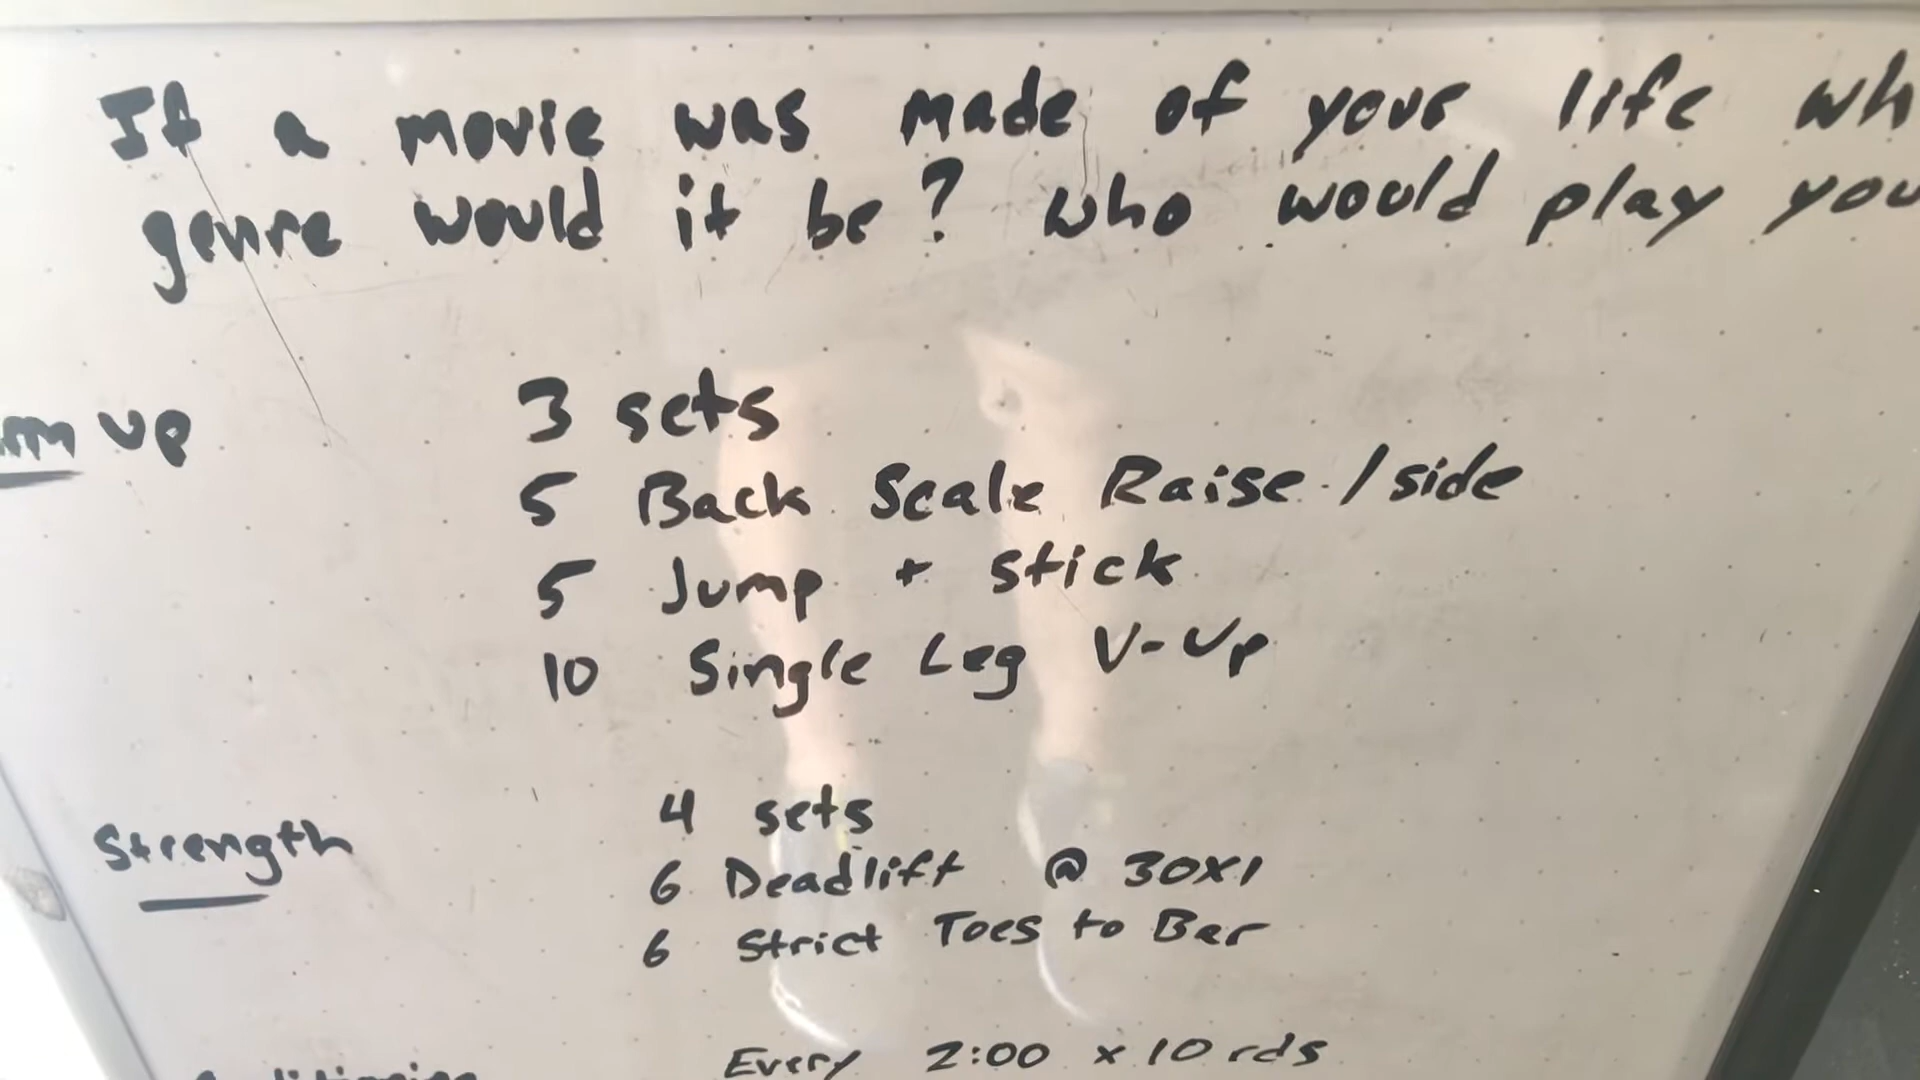 If a movie was made of your life wh
genre would it be? Who would play you
rm up
3 sets
5 Back Scale Raise /side
5 Jump + stick
10 Single Leg V-Up
Strength
4 sets
6 Deadlift @ 30X1
6 Strict Toes to Bar
Every 2:00 x 10 rds